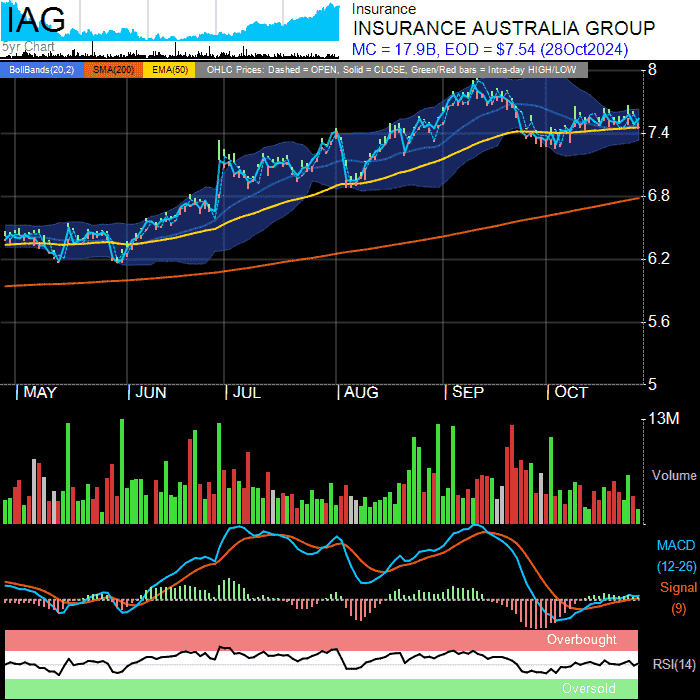 IAG
5yr Chart
Insurance
INSURANCE AUSTRALIA GROUP
MC = 17.9B, EOD = $7.54 (28Oct2024)
BollBands(20,2) SMA(200) EMA(50) OHLC Prices: Dashed = OPEN, Solid = CLOSE, Green/Red bars = Intra-day HIGH/LOW
8
7.4
6.8
6.2
5.6
5
MAY JUN JUL AUG SEP OCT
13M
Volume
MACD
(12-26)
Signal
(9)
Overbought
RSI(14)
Oversold